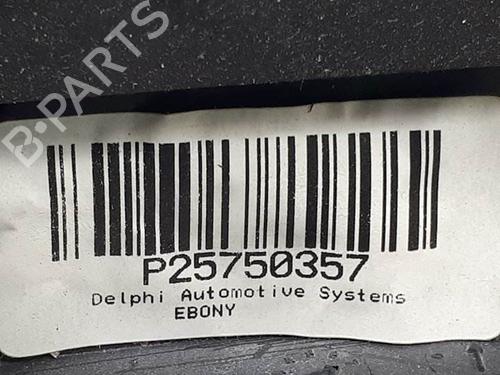 B·PARTS
P25750357
Delphi Automotive Systems
EBONY